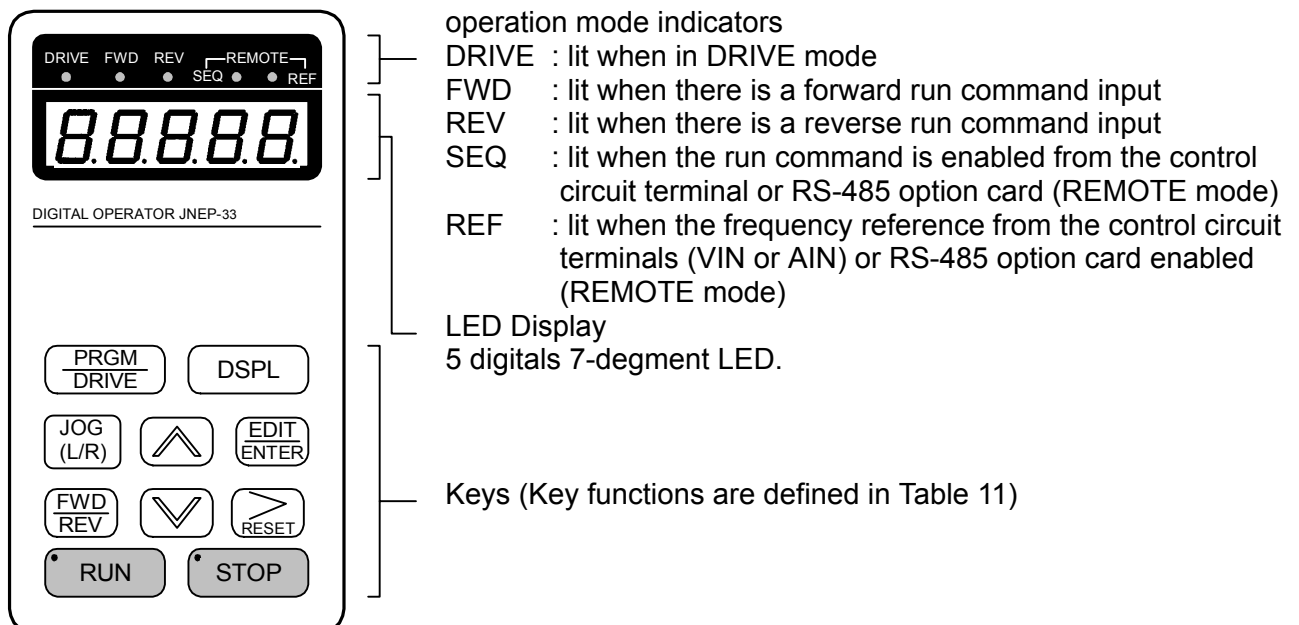 DRIVE FWD REV REMOTE
SEQ REF
88888
DIGITAL OPERATOR JNEP-33
PRGM
DRIVE
DSPL
JOG
(L/R)
EDIT
ENTER
FWD
REV
RESET
RUN
STOP
operation mode indicators
DRIVE : lit when in DRIVE mode
FWD : lit when there is a forward run command input
REV : lit when there is a reverse run command input
SEQ : lit when the run command is enabled from the control
circuit terminal or RS-485 option card (REMOTE mode)
REF : lit when the frequency reference from the control circuit
terminals (VIN or AIN) or RS-485 option card enabled
(REMOTE mode)
LED Display
5 digitals 7-degment LED.
Keys (Key functions are defined in Table 11)